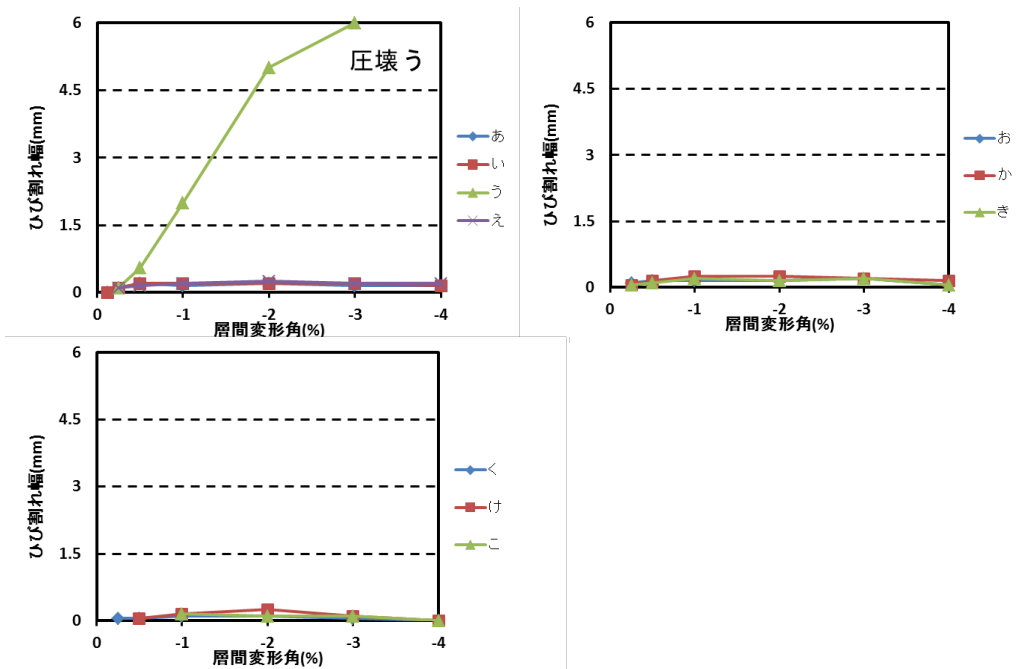 6
4.5
3
1.5
0
ひび割れ幅(mm)
0 -1 -2 -3 -4
層間変形角(%)
圧壊う
あ
い
う
え
6
4.5
3
1.5
0
ひび割れ幅(mm)
0 -1 -2 -3 -4
層間変形角(%)
お
か
き
6
4.5
3
1.5
0
ひび割れ幅(mm)
0 -1 -2 -3 -4
層間変形角(%)
く
け
こ